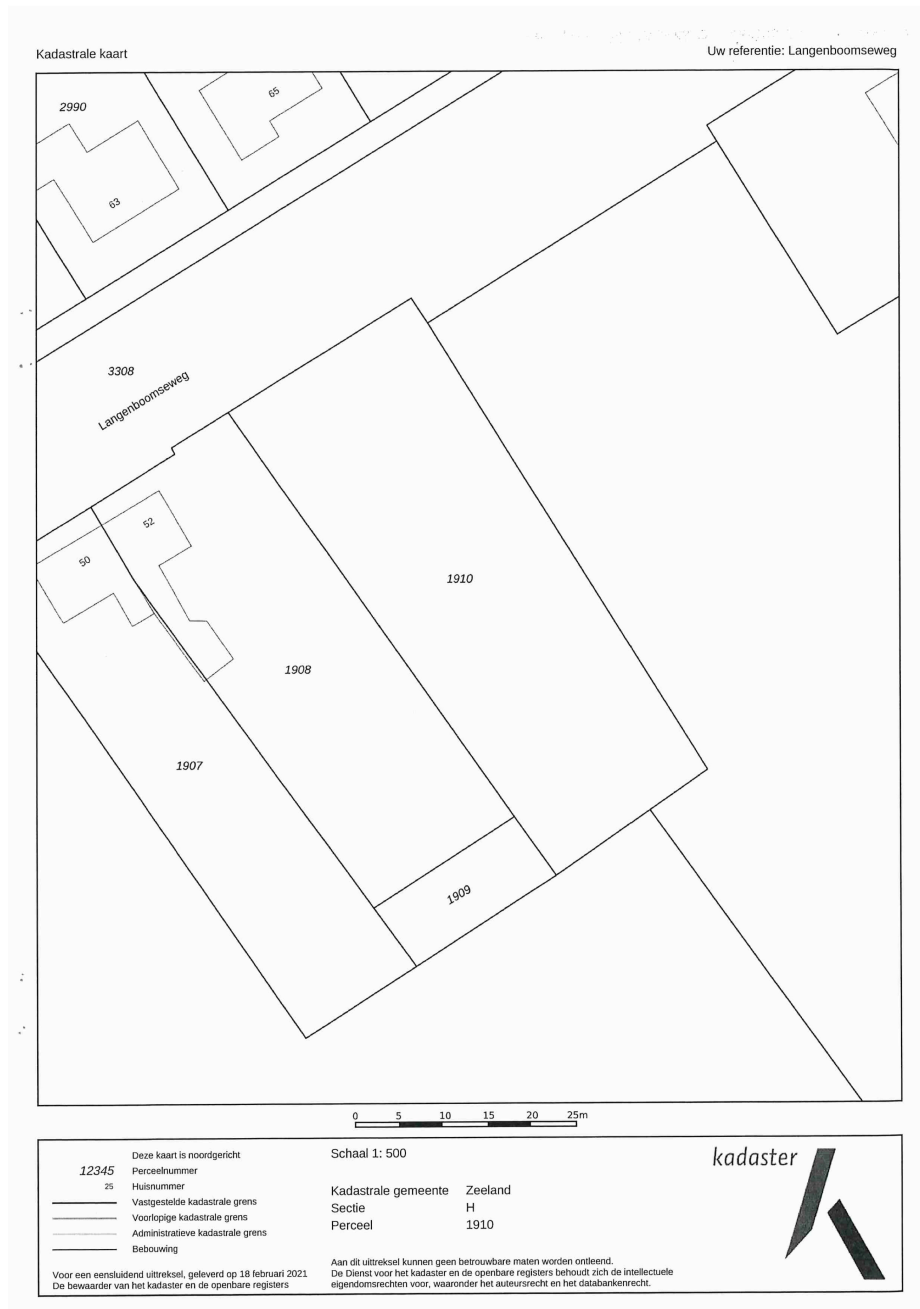 Kadastrale kaart
Uw referentie: Langenboomseweg
2990
65
63
3308
Langenboomseweg
52
50
1910
1908
1907
1909
0 5 10 15 20 25m
Deze kaart is noordgericht
12345 Perceelnummer
25 Huisnummer
Vastgestelde kadastrale grens
Voorlopige kadastrale grens
Administratieve kadastrale grens
Bebouwing
Voor een eensluidend uittreksel, geleverd op 18 februari 2021
De bewaarder van het kadaster en de openbare registers
Schaal 1: 500
Kadastrale gemeente Zeeland
Sectie H
Perceel 1910
Aan dit uittreksel kunnen geen betrouwbare maten worden ontleend.
De Dienst voor het kadaster en de openbare registers behoudt zich de intellectuele
eigendomsrechten voor, waaronder het auteursrecht en het databankenrecht.
kadaster